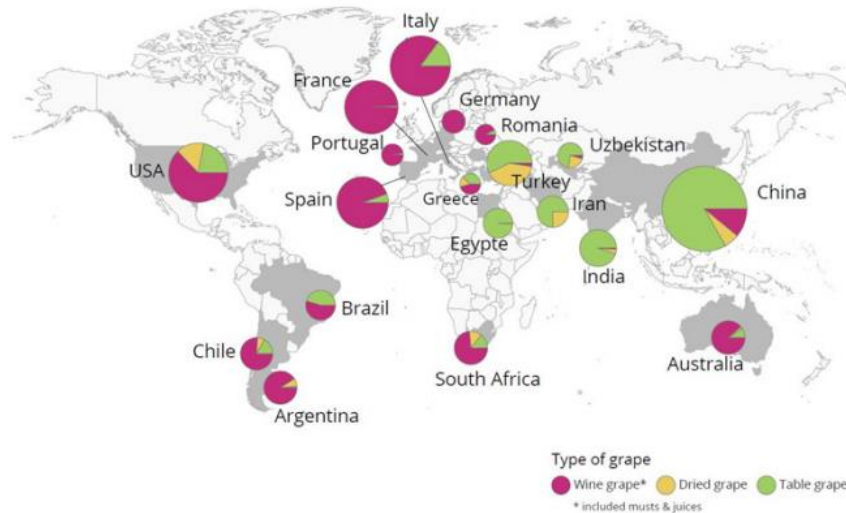 Italy
France
Germany
Portugal
Romania
Uzbekistan
USA
Turkey
China
Spain
Greece
Iran
Egypte
India
Brazil
Chile
Australia
South Africa
Argentina
Type of grape
Wine grape* Dried grape Table grape
* included musts & juices